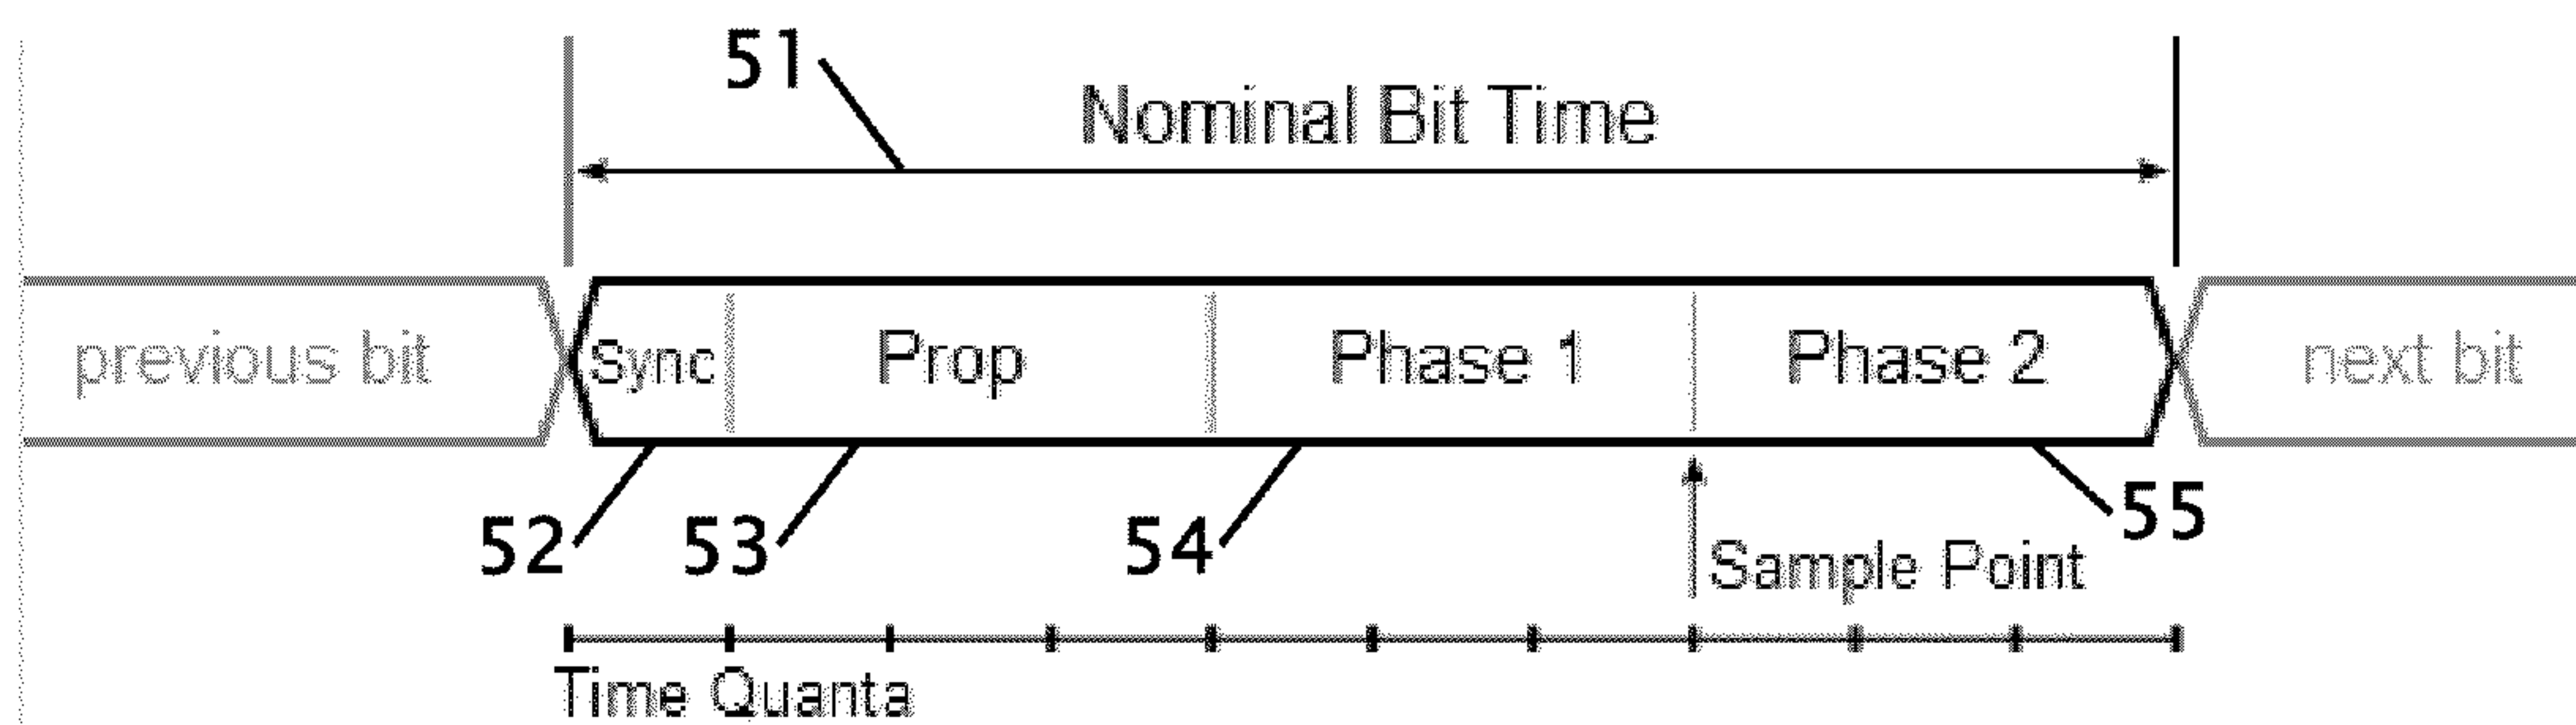 51
Nominal Bit Time
previous bit
Sync
Prop
Phase 1
Phase 2
next bit
52
53
54
55
Sample Point
Time Quanta